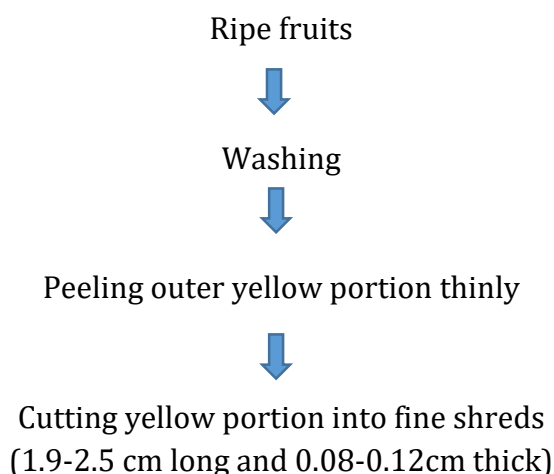 Ripe fruits
Washing
Peeling outer yellow portion thinly
Cutting yellow portion into fine shreds
(1.9-2.5 cm long and 0.08-0.12cm thick)